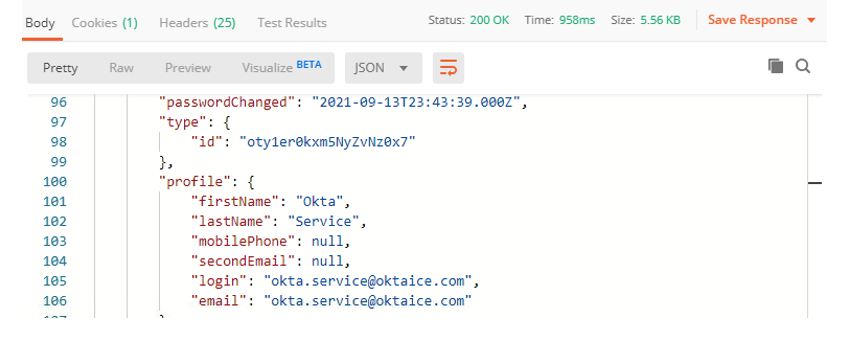 Body Cookies (1) Headers (25) Test Results Status: 200 OK Time: 958ms Size: 5.56 KB Save Response
Pretty Raw Preview Visualize BETA JSON
96 "passwordChanged": "2021-09-13T23:43:39.000Z",
97 "type": {
98 "id": "oty1er0kxm5NyZvNz0x7"
99 },
100 "profile": {
101 "firstName": "Okta",
102 "lastName": "Service",
103 "mobilePhone": null,
104 "secondEmail": null,
105 "login": "okta.service@oktaice.com",
106 "email": "okta.service@oktaice.com"